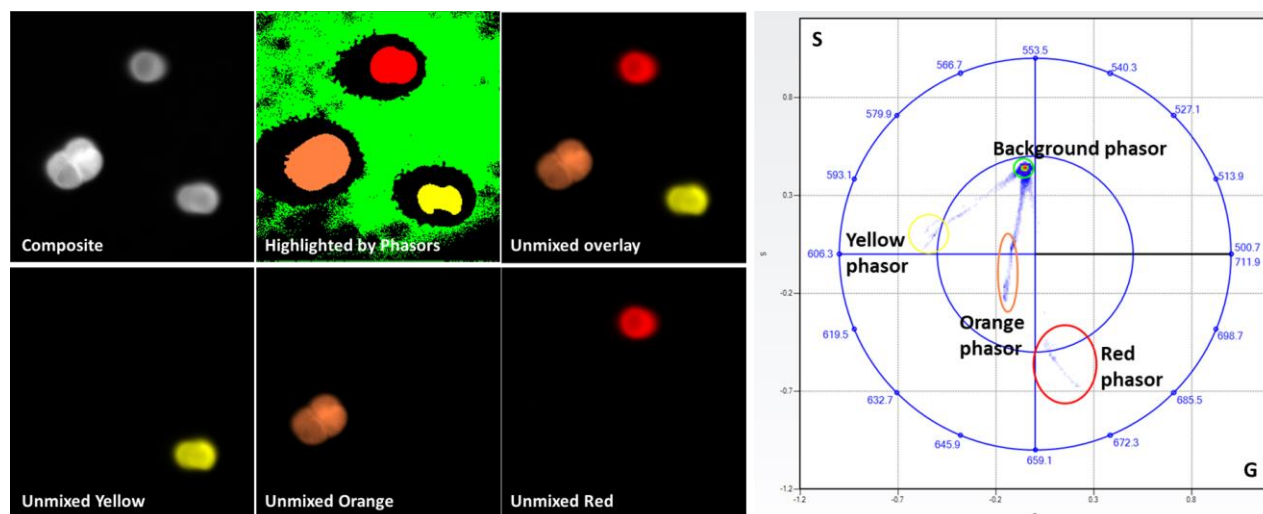 Composite
Highlighted by Phasors
Unmixed overlay
Unmixed Yellow
Unmixed Orange
Unmixed Red
S
553.5
566.7
540.3
579.9
527.1
0.8
Background phasor
593.1
513.9
0.3
Yellow
phasor
606.3
500.7
711.9
s
-0.2
Orange
phasor
619.5
698.7
Red
phasor
-0.7
632.7
685.5
645.9
672.3
659.1
G
-1.2
-1.2
-0.7
-0.2
0.3
0.8